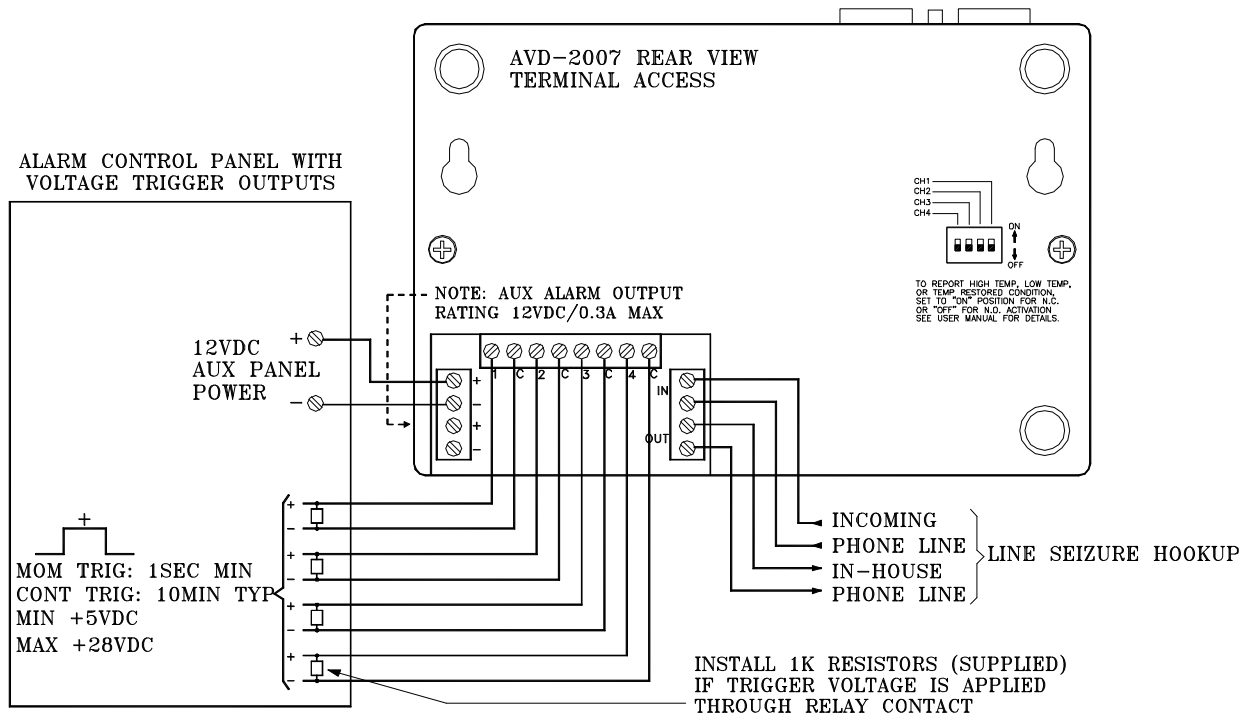 AVD-2007 REAR VIEW
TERMINAL ACCESS
ALARM CONTROL PANEL WITH
VOLTAGE TRIGGER OUTPUTS
CH1
CH2
CH3
CH4
ON
OFF
TO REPORT HIGH TEMP, LOW TEMP,
OR TEMP RESTORED CONDITION,
SET TO "ON" POSITION FOR N.C.
OR "OFF" FOR N.O. ACTIVATION
SEE USER MANUAL FOR DETAILS.
NOTE: AUX ALARM OUTPUT
RATING 12VDC/0.3A MAX
+
12VDC
AUX PANEL
POWER
−
+
−
+
−
1 C 2 C 3 C 4 C
IN
OUT
+
MOM TRIG: 1SEC MIN
CONT TRIG: 10MIN TYP
MIN +5VDC
MAX +28VDC
+
−
+
−
+
−
+
−
INCOMING
PHONE LINE
IN-HOUSE
PHONE LINE
LINE SEIZURE HOOKUP
INSTALL 1K RESISTORS (SUPPLIED)
IF TRIGGER VOLTAGE IS APPLIED
THROUGH RELAY CONTACT